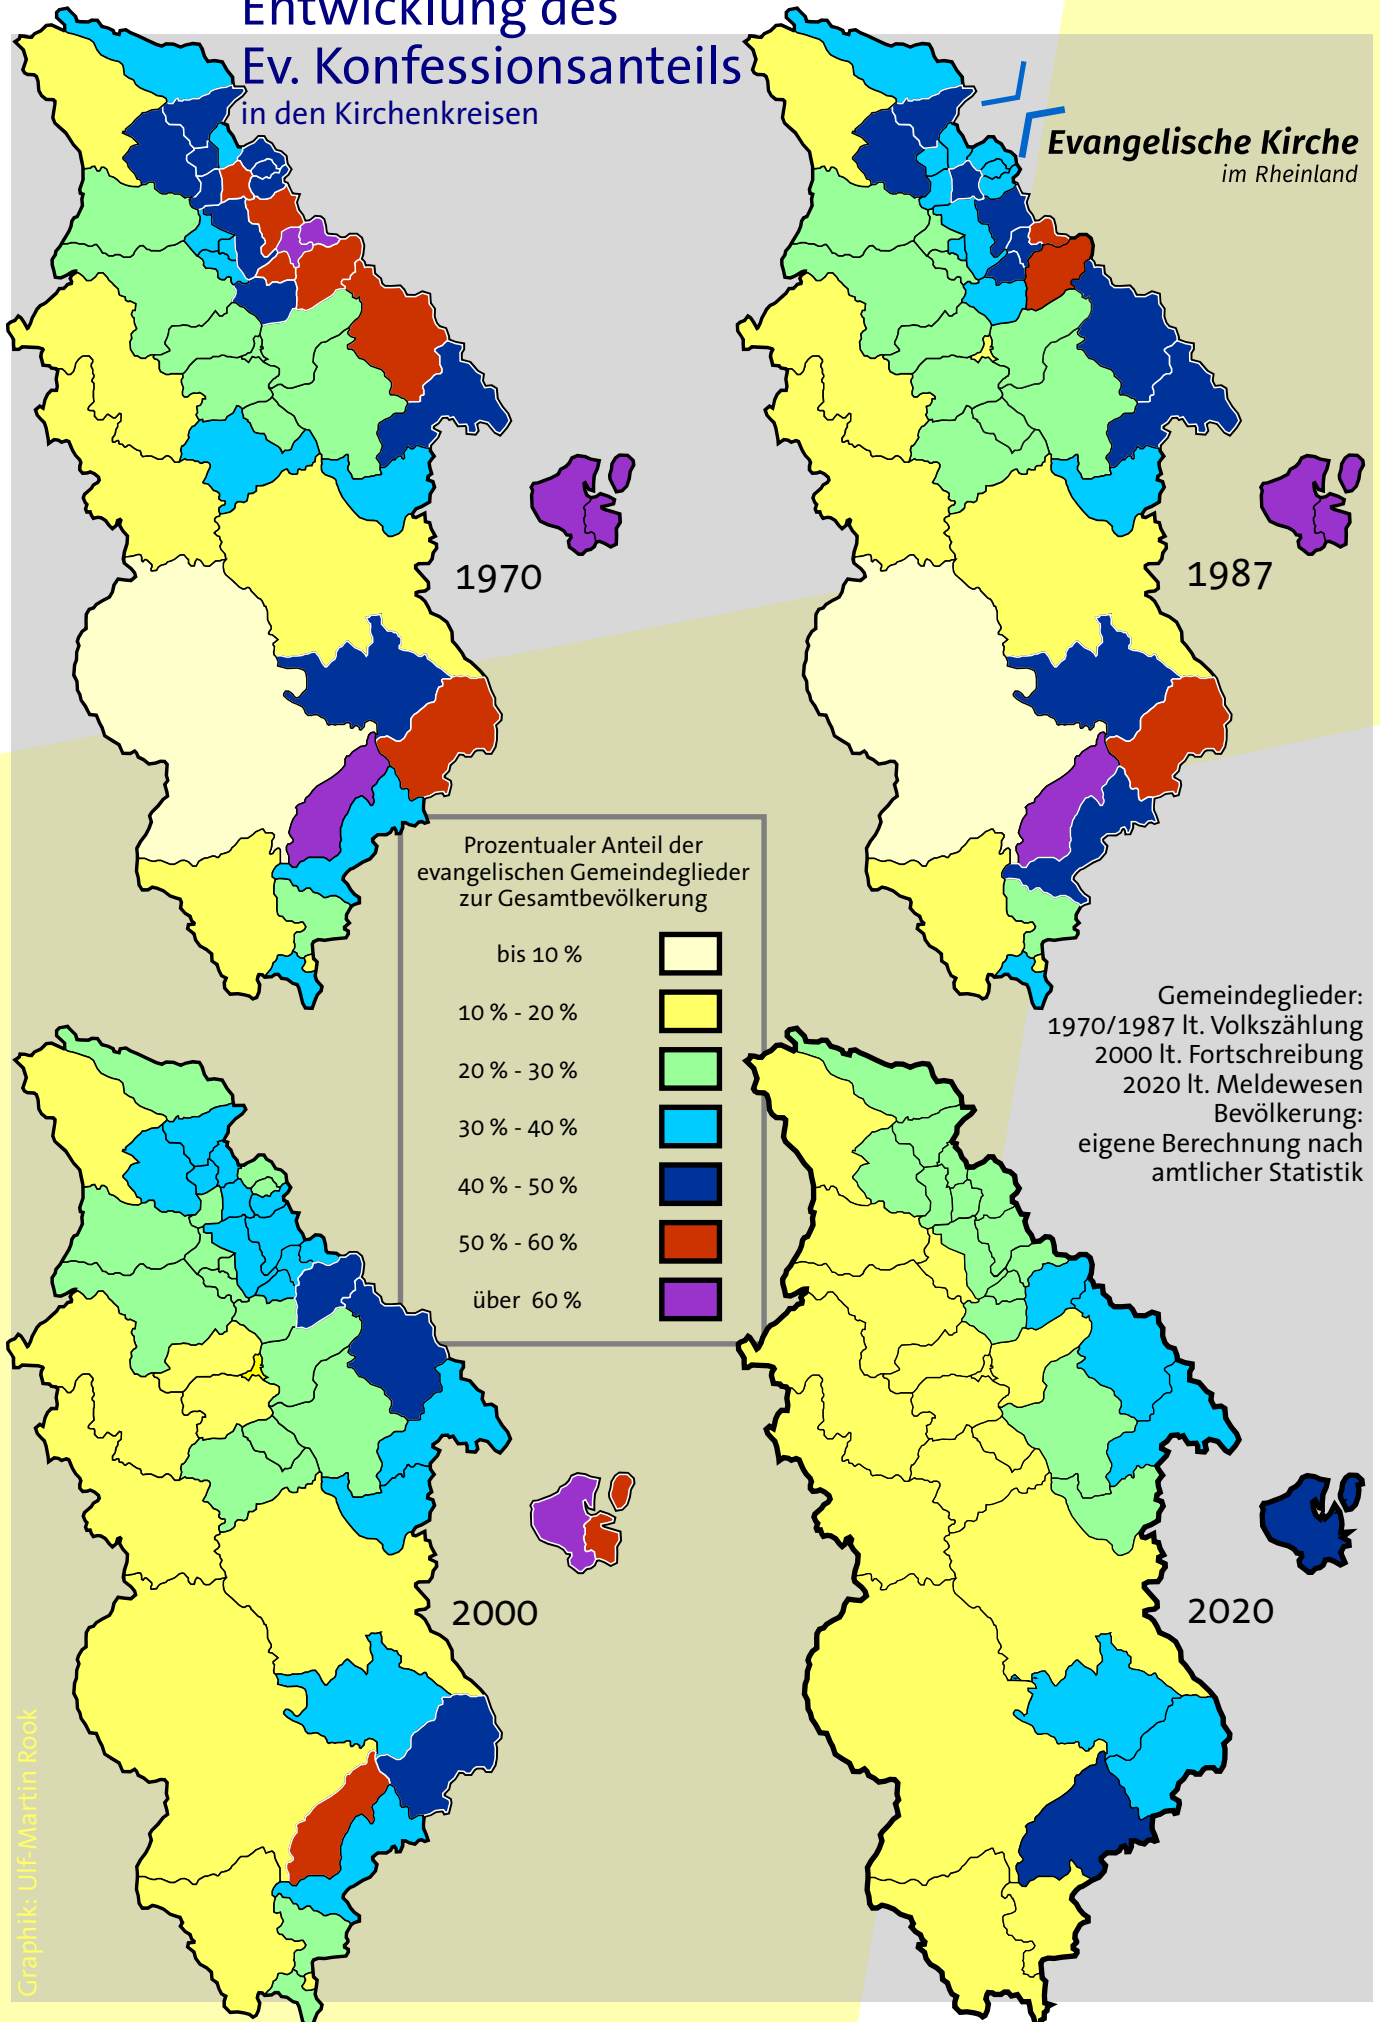 Entwicklung des
Ev. Konfessionsanteils
in den Kirchenkreisen
Evangelische Kirche
im Rheinland
1970
1987
Prozentualer Anteil der
evangelischen Gemeindeglieder
zur Gesamtbevölkerung
bis 10 %
10 % - 20 %
20 % - 30 %
30 % - 40 %
40 % - 50 %
50 % - 60 %
über 60 %
Gemeindeglieder:
1970/1987 lt. Volkszählung
2000 lt. Fortschreibung
2020 lt. Meldewesen
Bevölkerung:
eigene Berechnung nach
amtlicher Statistik
2000
2020
Graphik: Ulf-Martin Rook